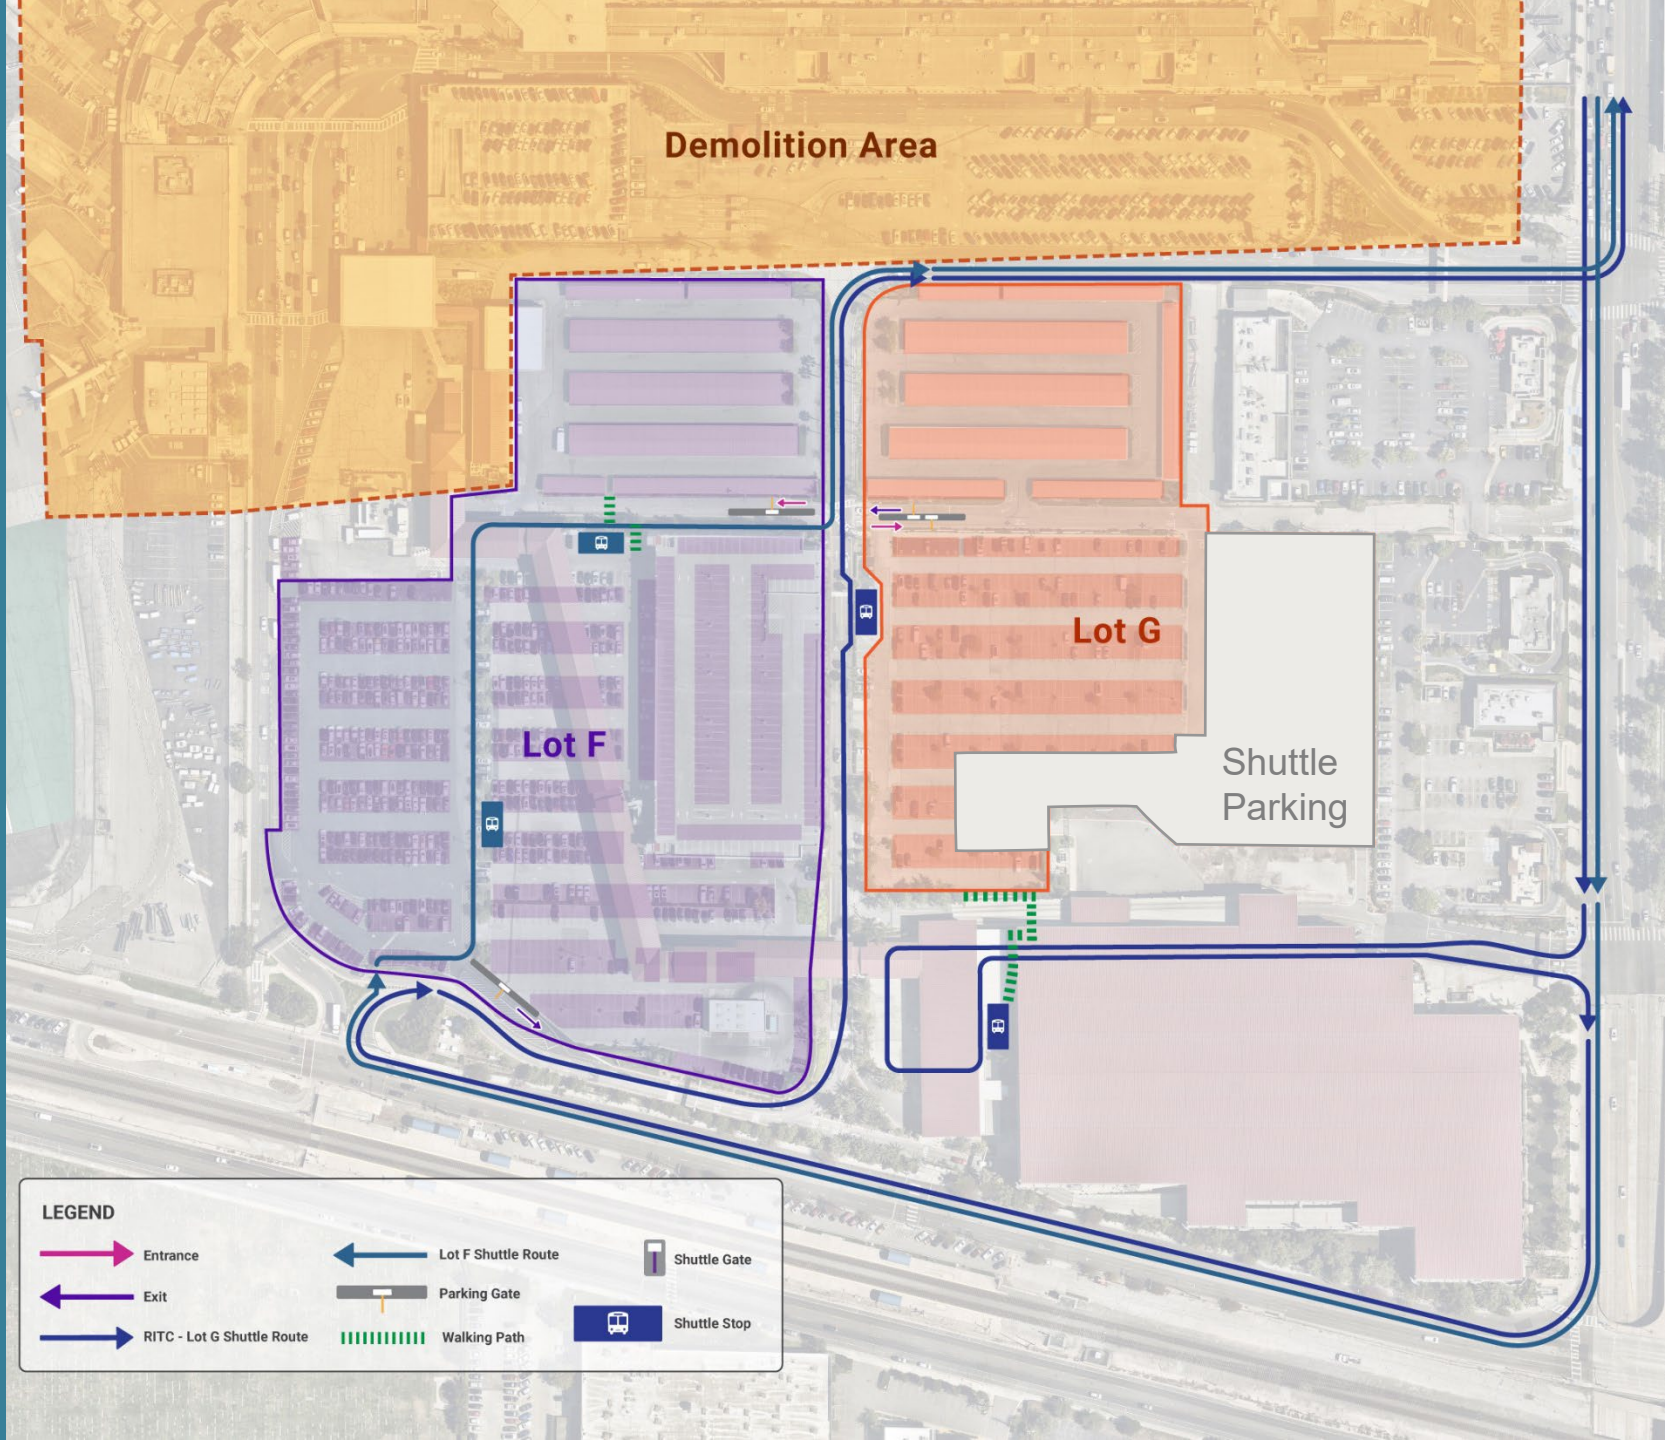 Demolition Area
Lot G
Lot F
Shuttle
Parking
LEGEND
Entrance
Lot F Shuttle Route
Shuttle Gate
Exit
Parking Gate
RITC - Lot G Shuttle Route
Walking Path
Shuttle Stop